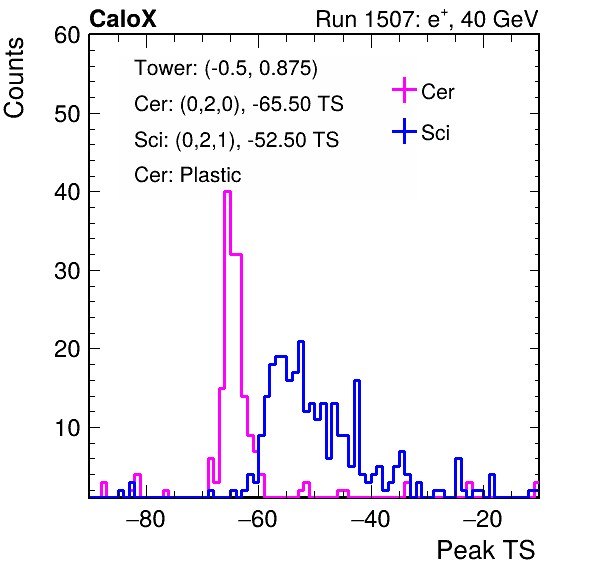 CaloX Run 1507: e⁺, 40 GeV
Counts
60
50
40
30
20
10
Tower: (-0.5, 0.875)
Cer: (0,2,0), -65.50 TS
Sci: (0,2,1), -52.50 TS
Cer: Plastic
Cer
Sci
−80 −60 −40 −20
Peak TS